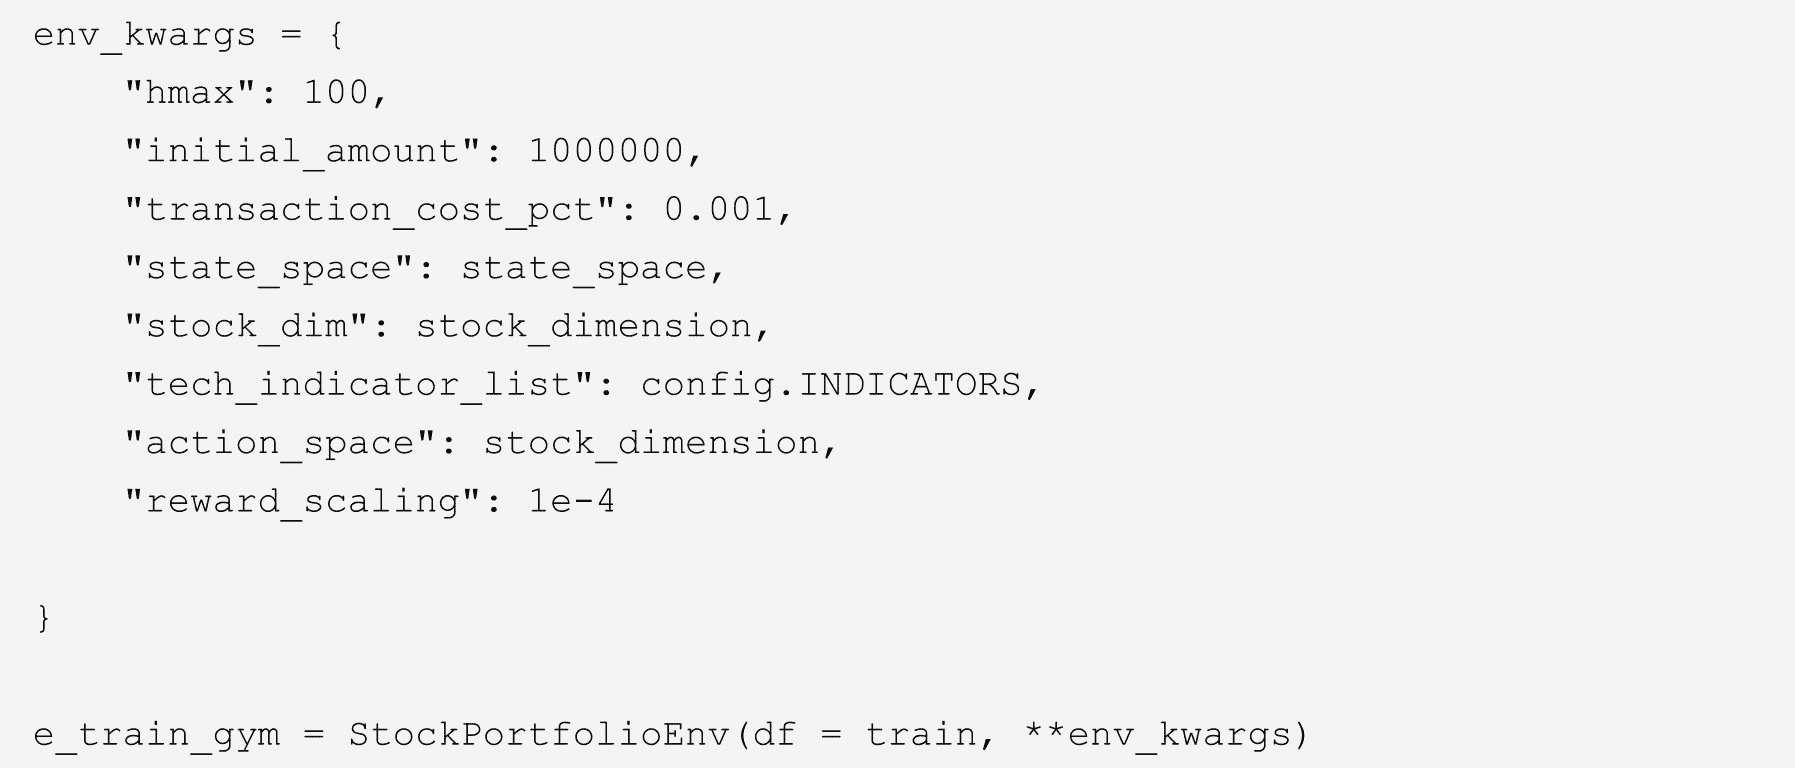 env_kwargs = {
    "hmax": 100,
    "initial_amount": 1000000,
    "transaction_cost_pct": 0.001,
    "state_space": state_space,
    "stock_dim": stock_dimension,
    "tech_indicator_list": config.INDICATORS,
    "action_space": stock_dimension,
    "reward_scaling": 1e-4
}
e_train_gym = StockPortfolioEnv(df = train, **env_kwargs)